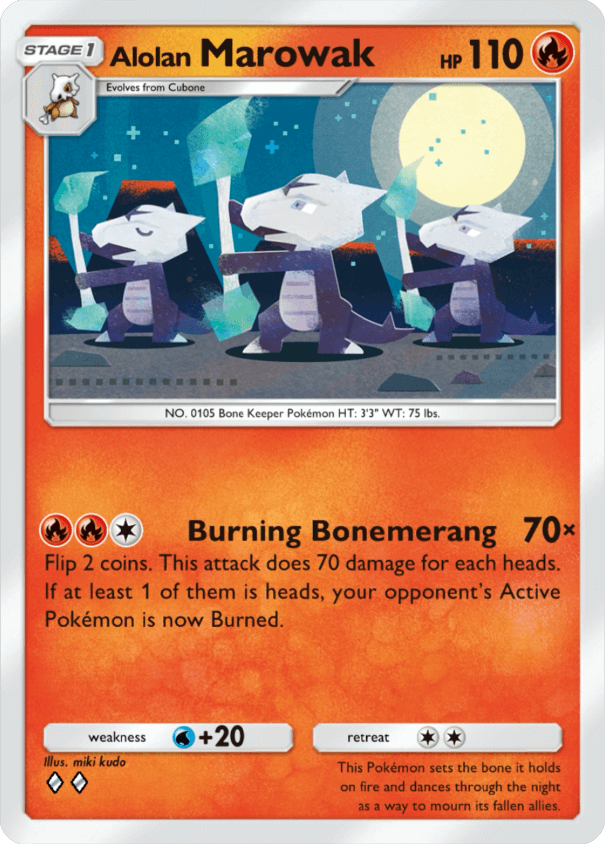 STAGE 1 Alolan Marowak HP 110
Evolves from Cubone
NO. 0105 Bone Keeper Pokémon HT: 3'3" WT: 75 lbs.
Burning Bonemerang 70×
Flip 2 coins. This attack does 70 damage for each heads.
If at least 1 of them is heads, your opponent's Active
Pokémon is now Burned.
weakness +20 retreat
Illus. miki kudo
This Pokémon sets the bone it holds
on fire and dances through the night
as a way to mourn its fallen allies.